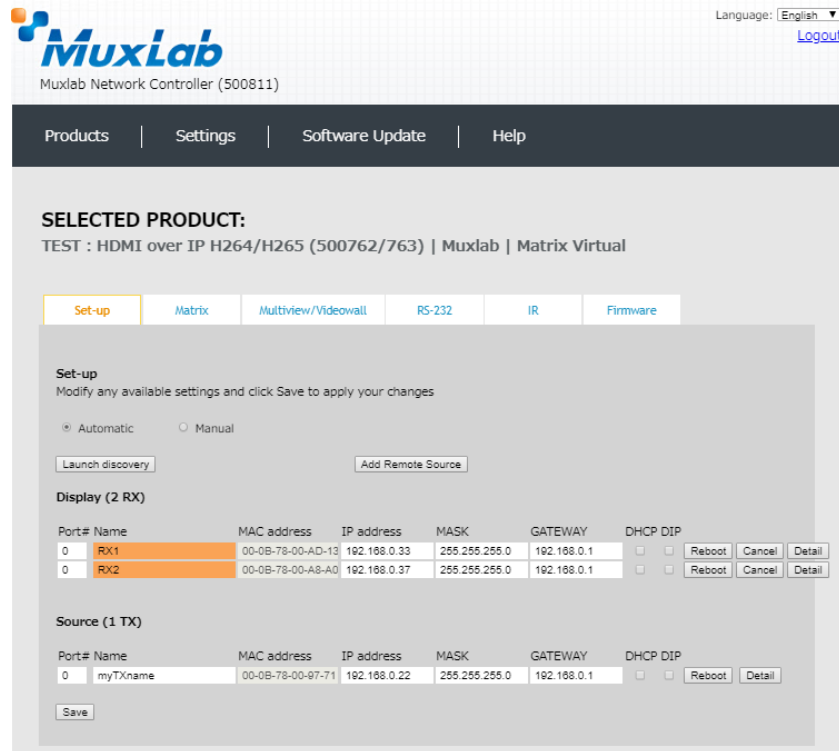 Language: English
Logout
MuxLab
Muxlab Network Controller (500811)
Products Settings Software Update Help
SELECTED PRODUCT:
TEST : HDMI over IP H264/H265 (500762/763) | Muxlab | Matrix Virtual
Set-up Matrix Multiview/Videowall RS-232 IR Firmware
Set-up
Modify any available settings and click Save to apply your changes
Automatic Manual
Launch discovery Add Remote Source
Display (2 RX)
Port# Name MAC address IP address MASK GATEWAY DHCP DIP
0 RX1 00-0B-78-00-AD-13 192.168.0.33 255.255.255.0 192.168.0.1 Reboot Cancel Detail
0 RX2 00-0B-78-00-A8-A0 192.168.0.37 255.255.255.0 192.168.0.1 Reboot Cancel Detail
Source (1 TX)
Port# Name MAC address IP address MASK GATEWAY DHCP DIP
0 myTXname 00-0B-78-00-97-71 192.168.0.22 255.255.255.0 192.168.0.1 Reboot Detail
Save